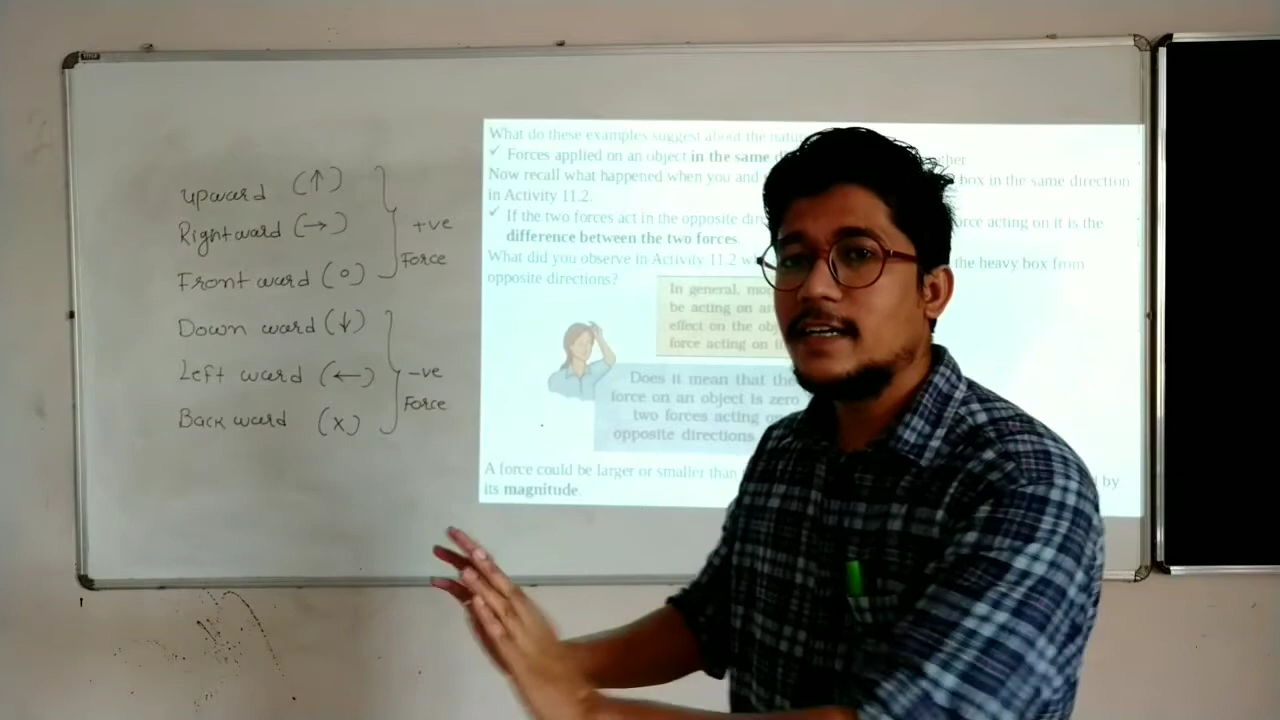 upward (↑)
Rightward (→)
Front ward (o)
+ve
Force
Down ward (↓)
Left ward (←)
Back ward (x)
-ve
Force
What do these examples suggest about the
✓ Forces applied on an object in the same
Now recall what happened when you and box in the same direction
in Activity 11.2.
✓ If the two forces act in the opposite acting on it is the
difference between the two forces.
What did you observe in Activity 11.2 the heavy box from
opposite directions?
In general,
be acting on
effect on the
force acting on
Does it mean that the
force on an object is zero
two forces acting
opposite directions.
A force could be larger or smaller than by
its magnitude.